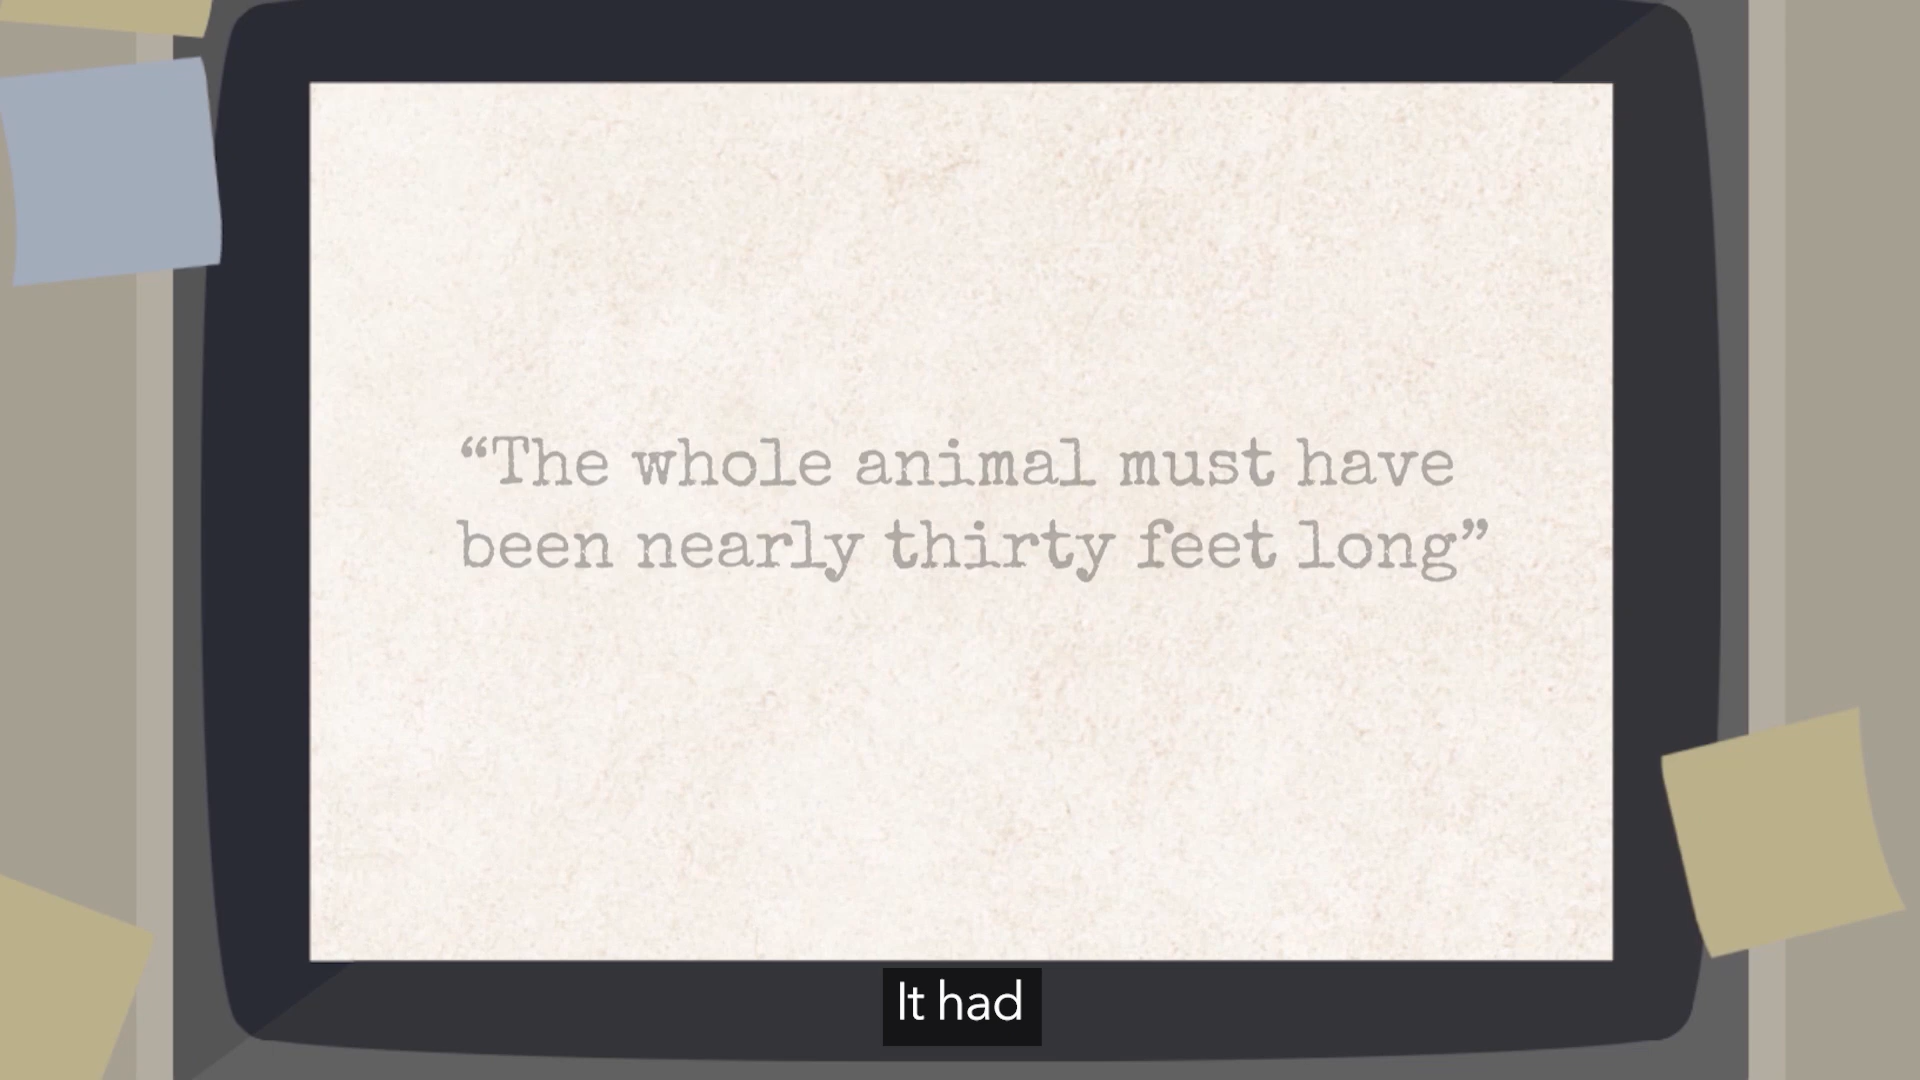 “The whole animal must have
been nearly thirty feet long”
It had